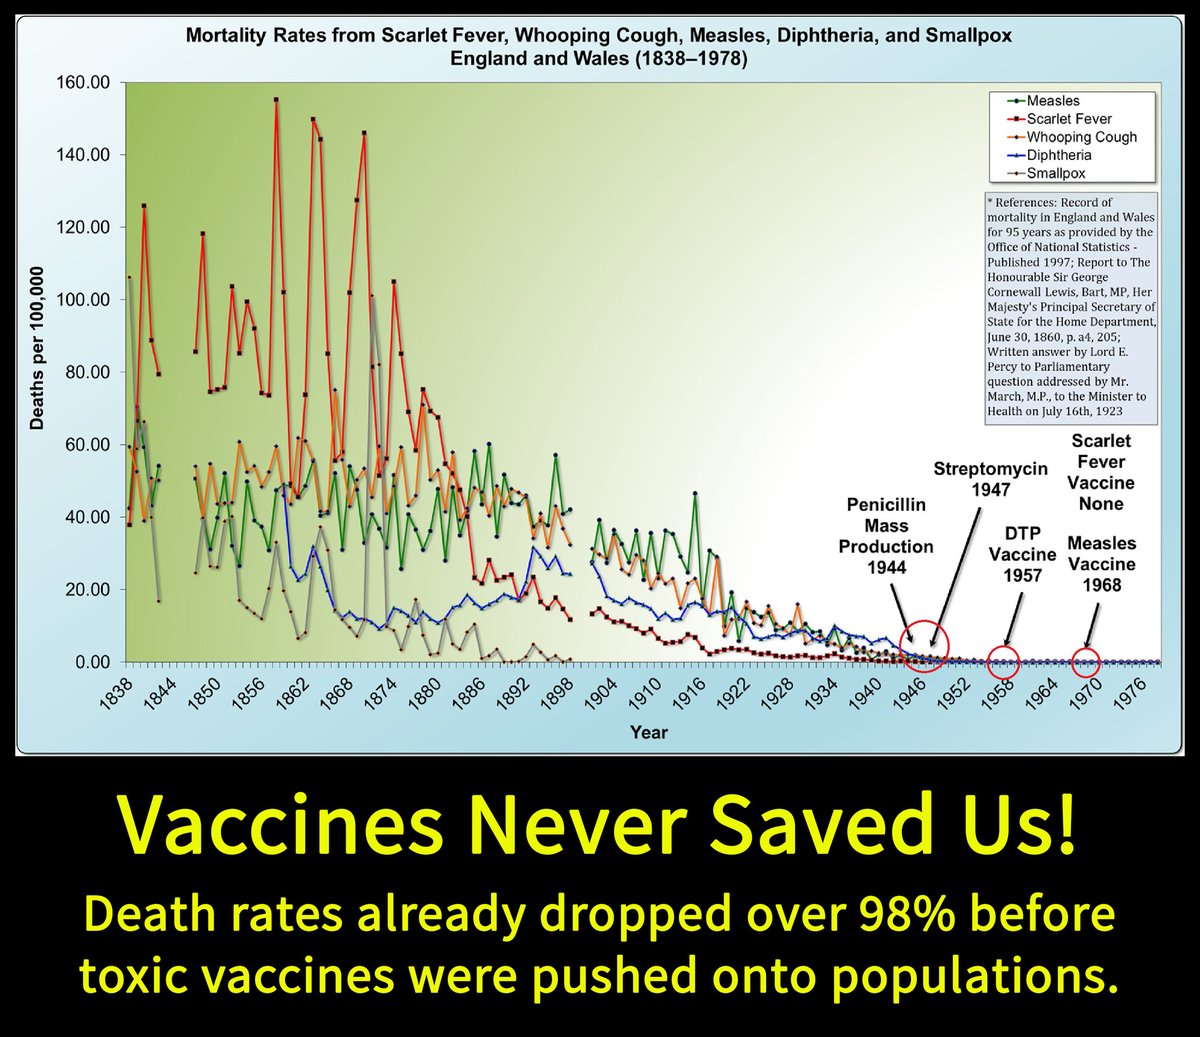 Mortality Rates from Scarlet Fever, Whooping Cough, Measles, Diphtheria, and Smallpox
England and Wales (1838–1978)
160.00
140.00
120.00
100.00
80.00
60.00
40.00
20.00
0.00
Deaths per 100,000
Measles
Scarlet Fever
Whooping Cough
Diphtheria
Smallpox
* References: Record of
mortality in England and Wales
for 95 years as provided by the
Office of National Statistics -
Published 1997; Report to The
Honourable Sir George
Cornewall Lewis, Bart, MP, Her
Majesty's Principal Secretary of
State for the Home Department,
June 30, 1860, p. a4, 205;
Written answer by Lord E.
Percy to Parliamentary
question addressed by Mr.
March, M.P., to the Minister to
Health on July 16th, 1923
Penicillin
Mass
Production
1944
Streptomycin
1947
DTP
Vaccine
1957
Scarlet
Fever
Vaccine
None
Measles
Vaccine
1968
1838
1844
1850
1856
1862
1868
1874
1880
1886
1892
1898
1904
1910
1916
1922
1928
1934
1940
1946
1952
1958
1964
1970
1976
Year
Vaccines Never Saved Us!
Death rates already dropped over 98% before
toxic vaccines were pushed onto populations.